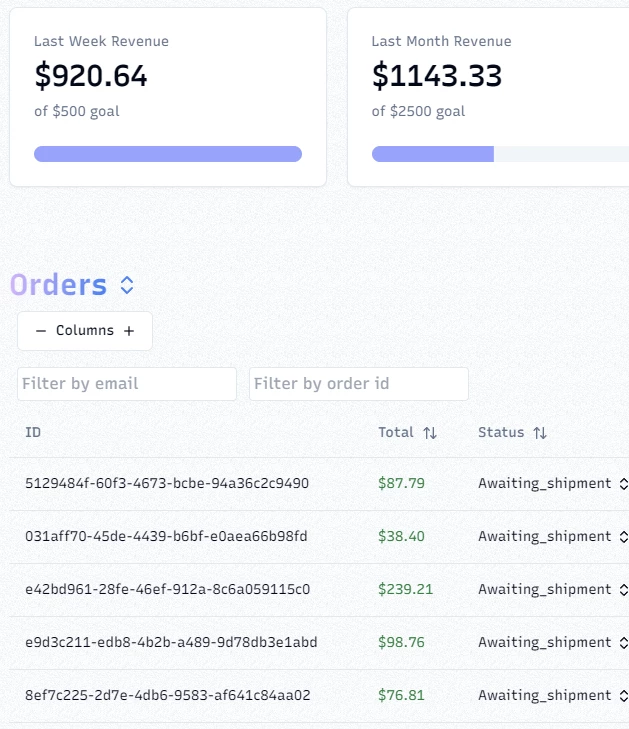 Last Week Revenue
$920.64
of $500 goal
Last Month Revenue
$1143.33
of $2500 goal
Orders
− Columns +
Filter by email Filter by order id
ID Total Status
5129484f-60f3-4673-bcbe-94a36c2c9490 $87.79 Awaiting_shipment
031aff70-45de-4439-b6bf-e0aea66b98fd $38.40 Awaiting_shipment
e42bd961-28fe-46ef-912a-8c6a059115c0 $239.21 Awaiting_shipment
e9d3c211-edb8-4b2b-a489-9d78db3e1abd $98.76 Awaiting_shipment
8ef7c225-2d7e-4db6-9583-af641c84aa02 $76.81 Awaiting_shipment